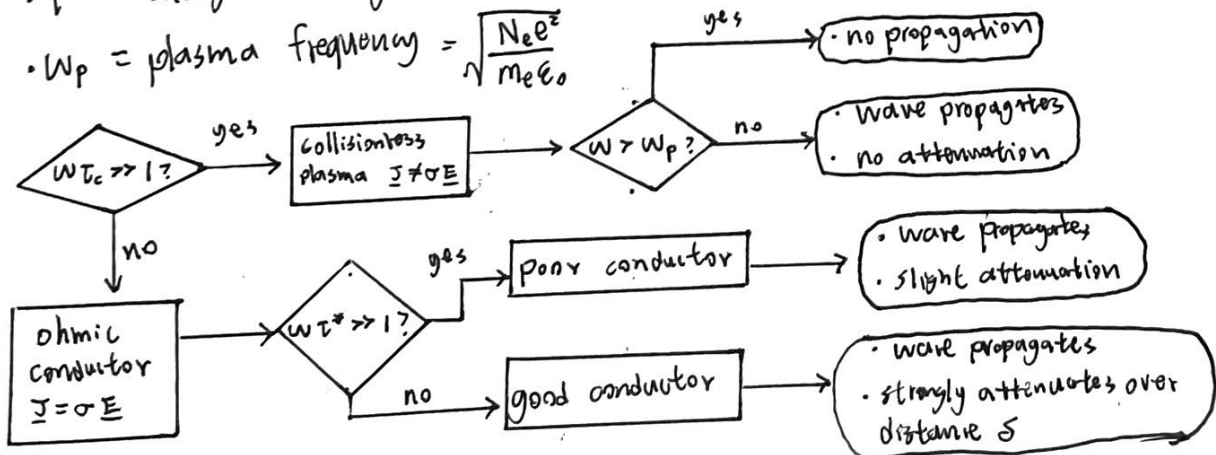 · ωp = plasma frequency = √(Nee²/meε0)
ωτc >> 1?
yes
collisionless
plasma J ≠ σE
ω > ωp?
yes
· no propagation
no
· wave propagates
· no attenuation
no
ohmic
conductor
J = σE
ωτ* >> 1?
yes
poor conductor
· wave propagates
· slight attenuation
no
good conductor
· wave propagates
· strongly attenuates over
distance δ